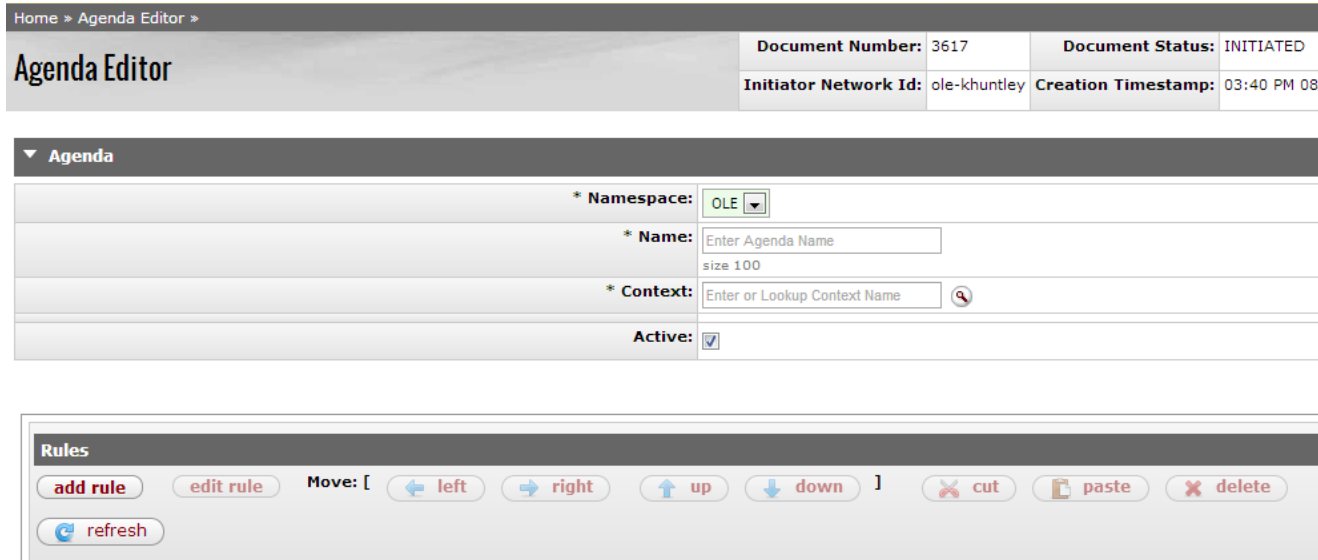 Home » Agenda Editor »
Agenda Editor
Document Number: 3617 Document Status: INITIATED
Initiator Network Id: ole-khuntley Creation Timestamp: 03:40 PM 08
Agenda
* Namespace: OLE
* Name: Enter Agenda Name
size 100
* Context: Enter or Lookup Context Name
Active:
Rules
add rule edit rule Move: [ left right up down ] cut paste delete
refresh